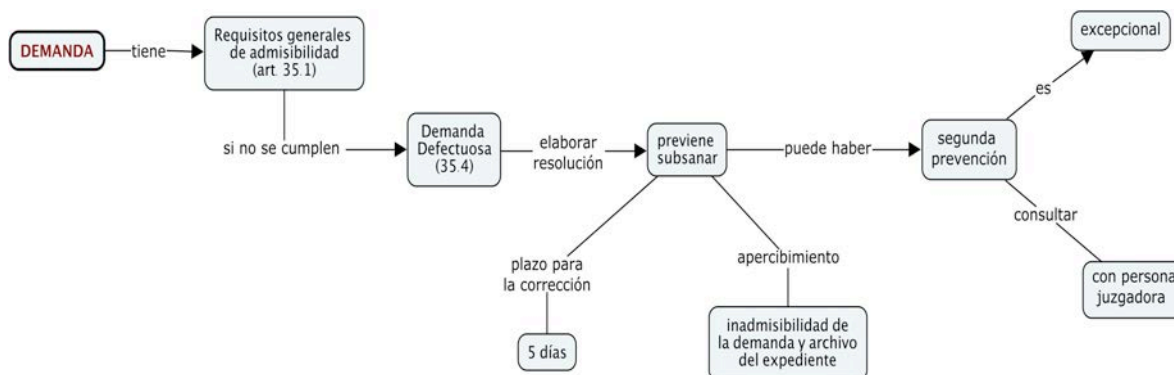 DEMANDA
tiene
Requisitos generales
de admisibilidad
(art. 35.1)
si no se cumplen
Demanda
Defectuosa
(35.4)
elaborar
resolución
previene
subsanar
puede haber
segunda
prevención
es
excepcional
consultar
con persona
juzgadora
plazo para
la corrección
5 días
apercibimiento
inadmisibilidad de
la demanda y archivo
del expediente